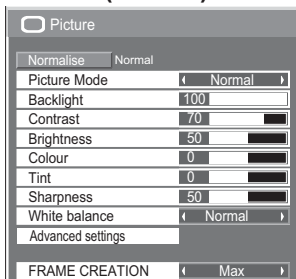 Picture
Normalise Normal
Picture Mode Normal
Backlight 100
Contrast 70
Brightness 50
Colour 0
Tint 0
Sharpness 50
White balance Normal
Advanced settings
FRAME CREATION Max